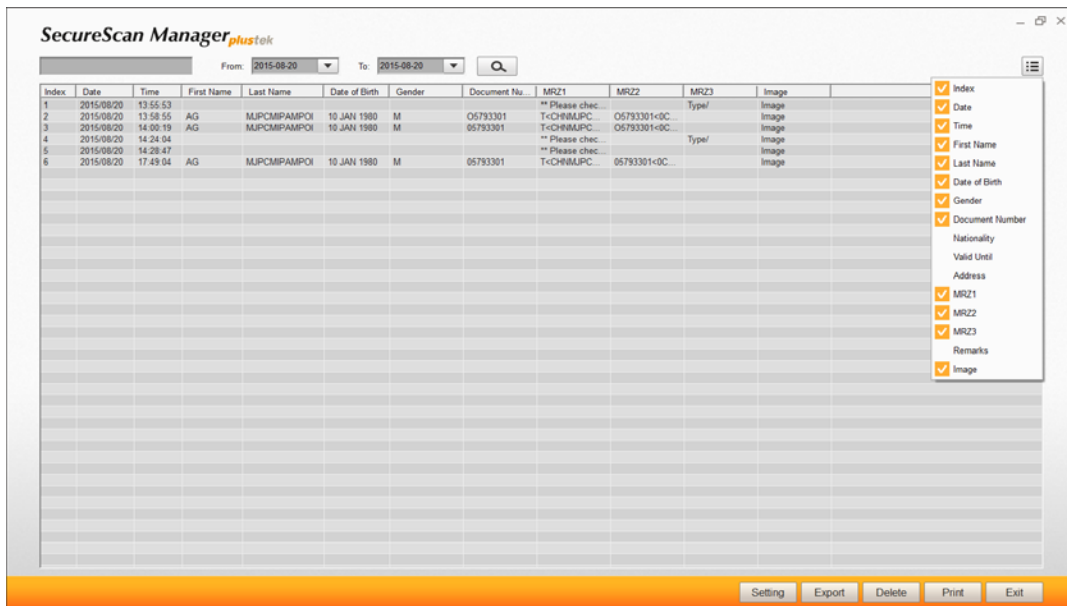 SecureScan Manager plustek
From: 2015-08-20 To: 2015-08-20
Index Date Time First Name Last Name Date of Birth Gender Document Nu... MRZ1 MRZ2 MRZ3 Image
1 2015/08/20 13:55:53 ** Please chec... Type/ Image
2 2015/08/20 13:58:55 AG MJPCMIPAMPOI 10 JAN 1980 M O5793301 T<CHNMJPC... O5793301<0C... Image
3 2015/08/20 14:00:19 AG MJPCMIPAMPOI 10 JAN 1980 M 05793301 T<CHNMJPC... O5793301<0C... Image
4 2015/08/20 14:24:04 ** Please chec... Type/ Image
5 2015/08/20 14:28:47 ** Please chec... Image
6 2015/08/20 17:49:04 AG MJPCMIPAMPOI 10 JAN 1980 M 05793301 T<CHNMJPC... 05793301<0C... Image
Index
Date
Time
First Name
Last Name
Date of Birth
Gender
Document Number
Nationality
Valid Until
Address
MRZ1
MRZ2
MRZ3
Remarks
Image
Setting Export Delete Print Exit